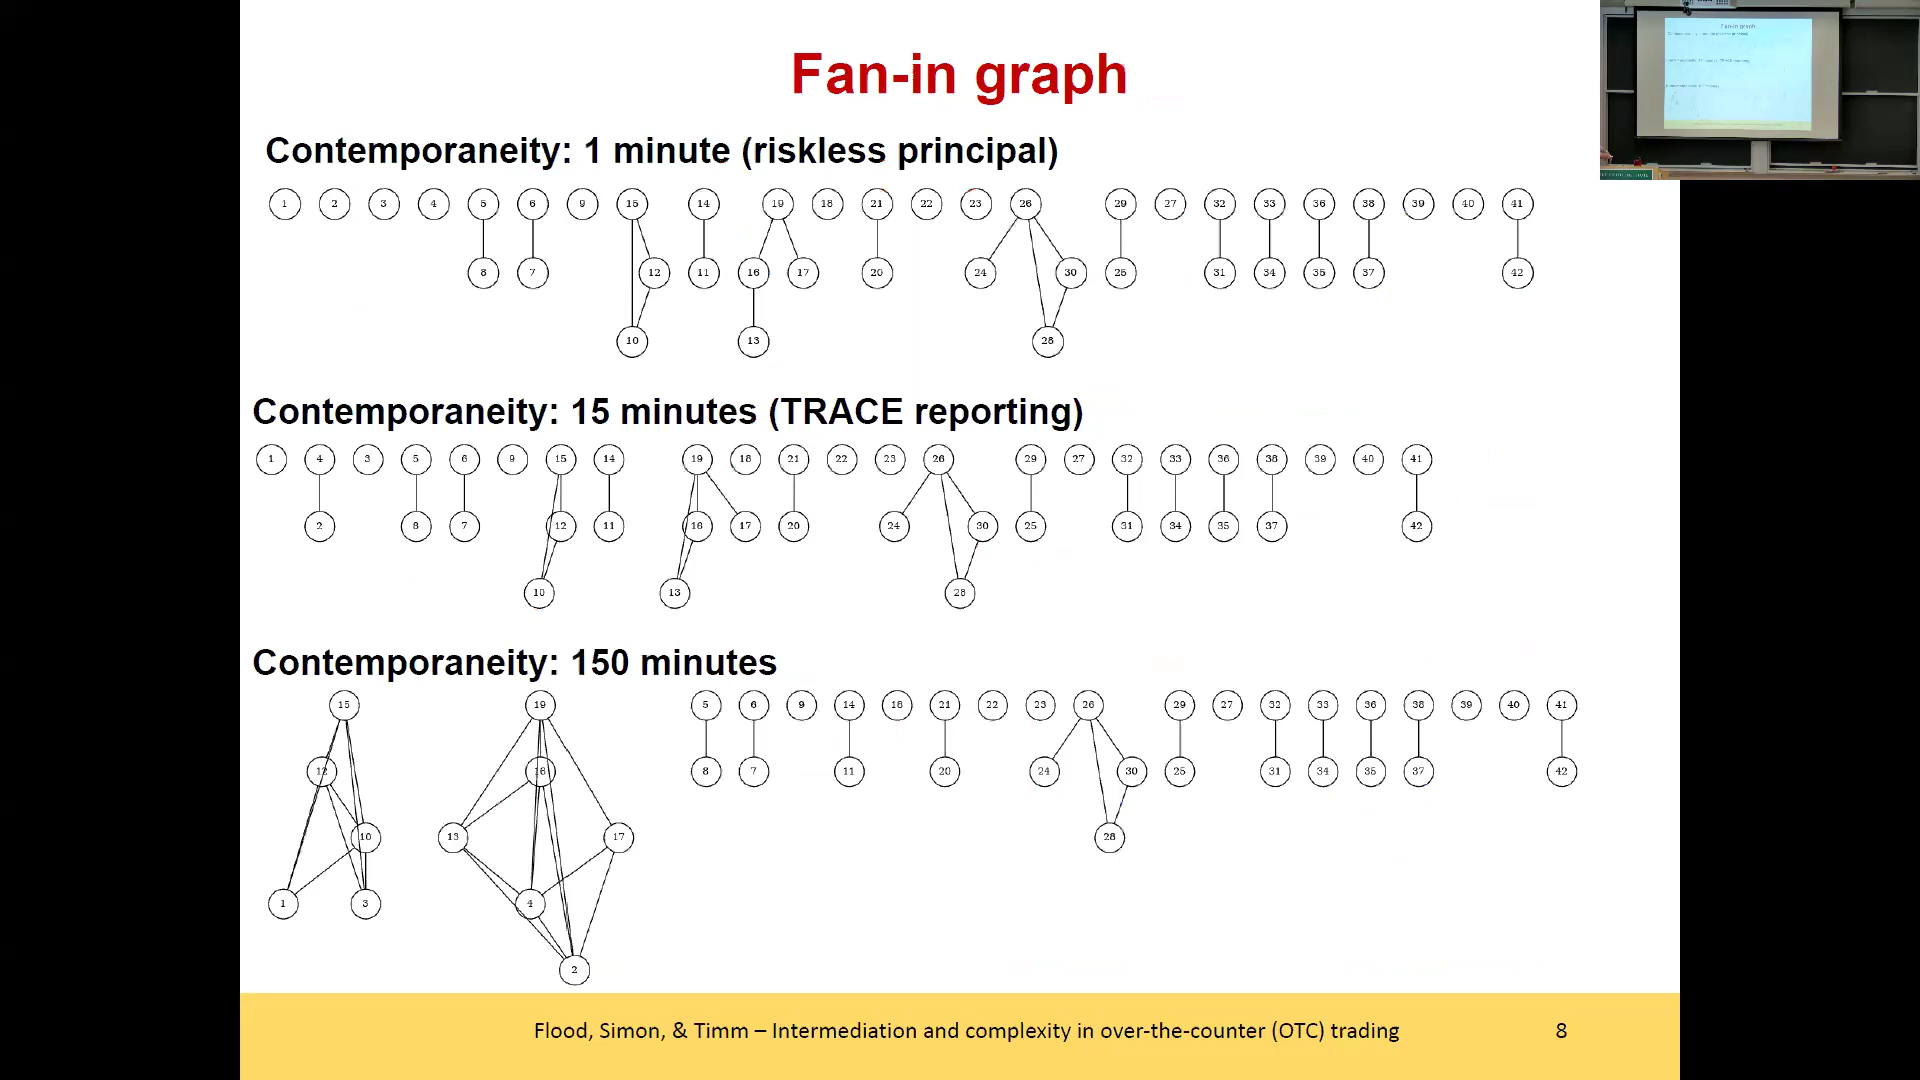 Fan-in graph
Contemporaneity: 1 minute (riskless principal)
1 2 3 4 5 6 9 15 14 19 18 21 22 23 26 29 27 32 33 36 38 39 40 41
8 7 12 11 16 17 20 24 30 25 31 34 35 37 42
10 13 28
Contemporaneity: 15 minutes (TRACE reporting)
1 4 3 5 6 9 15 14 19 18 21 22 23 26 29 27 32 33 36 38 39 40 41
2 8 7 12 11 16 17 20 24 30 25 31 34 35 37 42
10 13 28
Contemporaneity: 150 minutes
15 19 5 6 9 14 18 21 22 23 26 29 27 32 33 36 38 39 40 41
12 16 8 7 11 20 24 30 25 31 34 35 37 42
10 13 17 28
1 3 4
2
Flood, Simon, & Timm – Intermediation and complexity in over-the-counter (OTC) trading 8
Fan-in graph